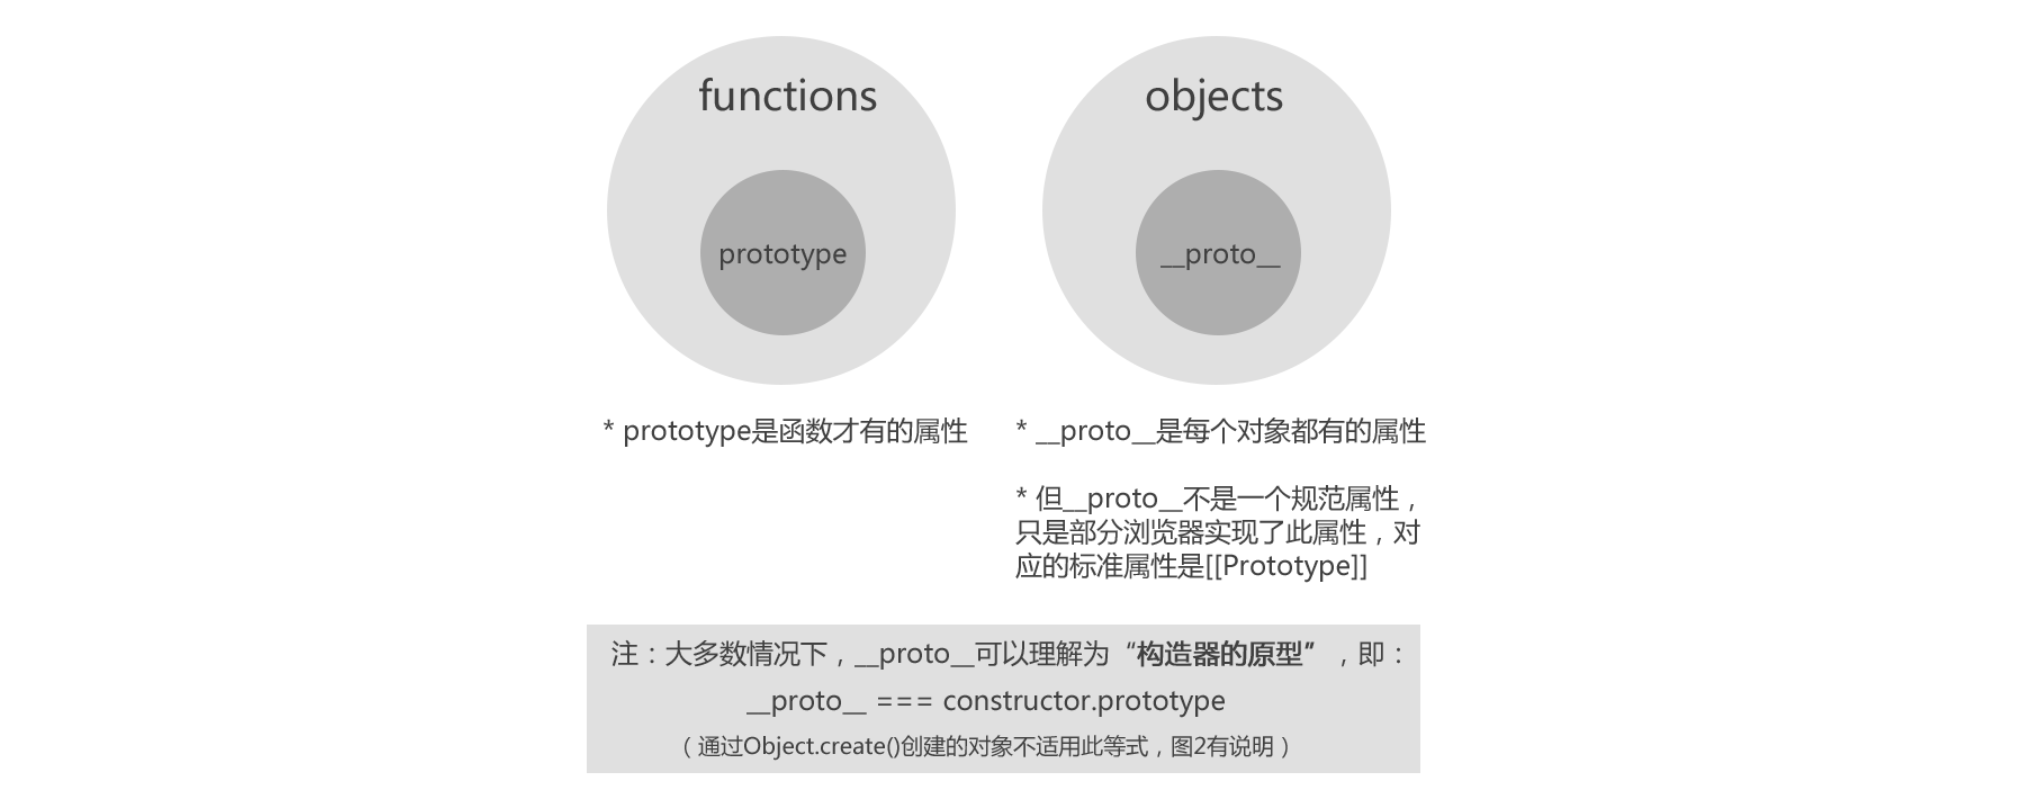 functions
prototype
* prototype是函数才有的属性
objects
__proto__
* __proto__是每个对象都有的属性
* 但__proto__不是一个规范属性，
只是部分浏览器实现了此属性，对
应的标准属性是[[Prototype]]
注：大多数情况下，__proto__可以理解为“构造器的原型”，即：
__proto__ === constructor.prototype
（通过Object.create()创建的对象不适用此等式，图2有说明）